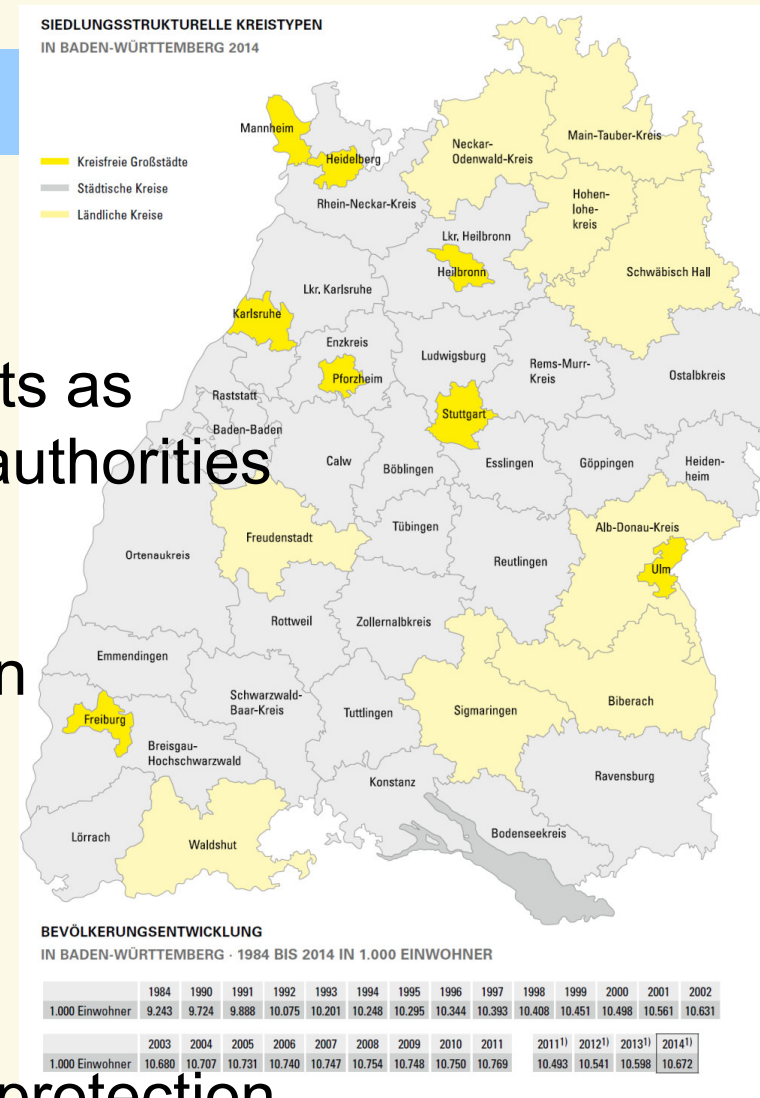 SIEDLUNGSSTRUKTURELLE KREISTYPEN
IN BADEN-WÜRTTEMBERG 2014
Kreisfreie Großstädte
Städtische Kreise
Ländliche Kreise
Mannheim
Heidelberg
Neckar-
Odenwald-Kreis
Main-Tauber-Kreis
Rhein-Neckar-Kreis
Hohen-
lohe-
kreis
Lkr. Heilbronn
Heilbronn
Schwäbisch Hall
Lkr. Karlsruhe
Karlsruhe
Enzkreis
Pforzheim
Ludwigsburg
Rems-Murr-
Kreis
Ostalbkreis
ts as
Raststatt
Stuttgart
Baden-Baden
authorities
Calw
Böblingen
Esslingen
Göppingen
Heiden-
heim
Freudenstadt
Tübingen
Alb-Donau-Kreis
Ortenaukreis
Reutlingen
Ulm
Rottweil
Zollernalbkreis
Emmendingen
n
Schwarzwald-
Baar-Kreis
Tuttlingen
Sigmaringen
Biberach
Freiburg
Breisgau-
Hochschwarzwald
Konstanz
Ravensburg
Lörrach
Waldshut
Bodenseekreis
BEVÖLKERUNGSENTWICKLUNG
IN BADEN-WÜRTTEMBERG · 1984 BIS 2014 IN 1.000 EINWOHNER
1984 1990 1991 1992 1993 1994 1995 1996 1997 1998 1999 2000 2001 2002
1.000 Einwohner 9.243 9.724 9.888 10.075 10.201 10.248 10.295 10.344 10.393 10.408 10.451 10.498 10.561 10.631
2003 2004 2005 2006 2007 2008 2009 2010 2011 2011¹⁾ 2012¹⁾ 2013¹⁾ 2014¹⁾
1.000 Einwohner 10.680 10.707 10.731 10.740 10.747 10.754 10.748 10.750 10.769 10.493 10.541 10.598 10.672
protection